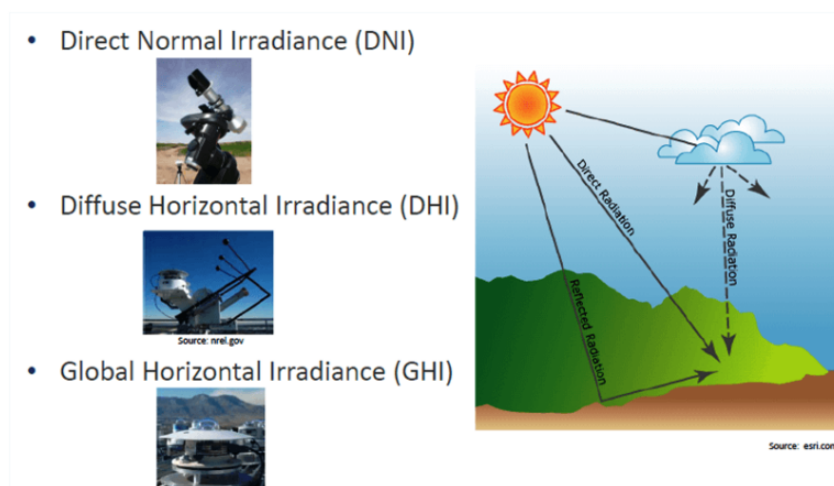 • Direct Normal Irradiance (DNI)
• Diffuse Horizontal Irradiance (DHI)
Source: nrel.gov
• Global Horizontal Irradiance (GHI)
Direct Radiation
Diffuse Radiation
Reflected Radiation
Source: esri.com